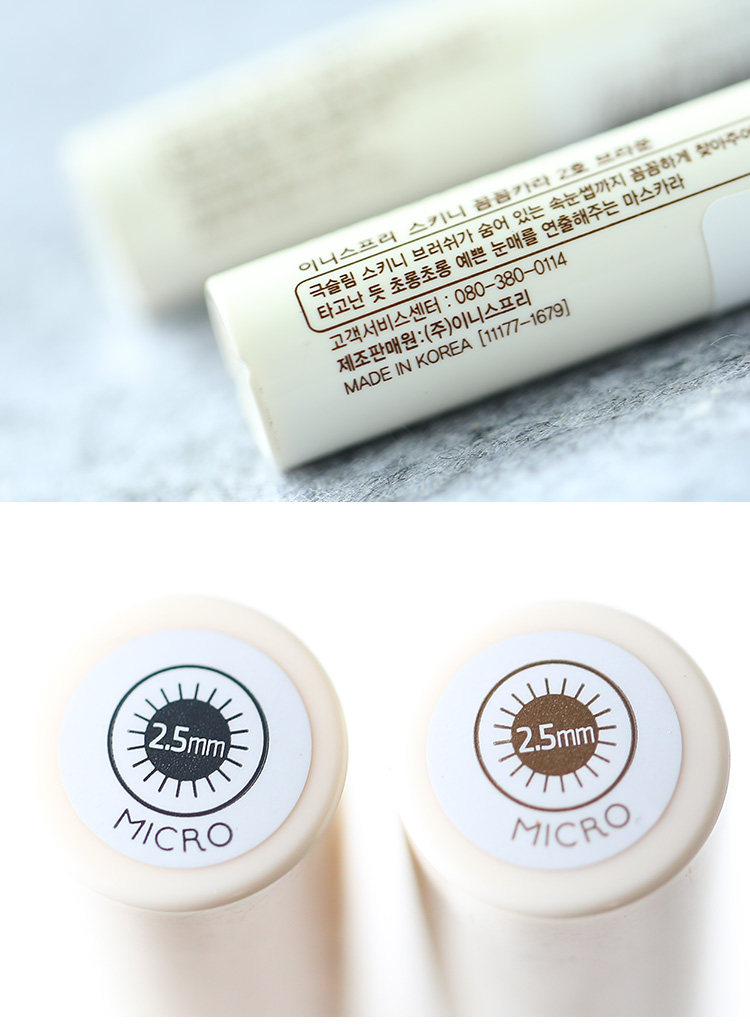 이니스프리 스키니 꼼꼼카라 2호 브라운
극슬림 스키니 브러쉬가 숨어 있는 속눈썹까지 꼼꼼하게 찾아주어
타고난 듯 초롱초롱 예쁜 눈매를 연출해주는 마스카라
고객서비스센터 : 080-380-0114
제조판매원:(주)이니스프리
MADE IN KOREA [11177-1679]
2.5mm
MICRO
2.5mm
MICRO